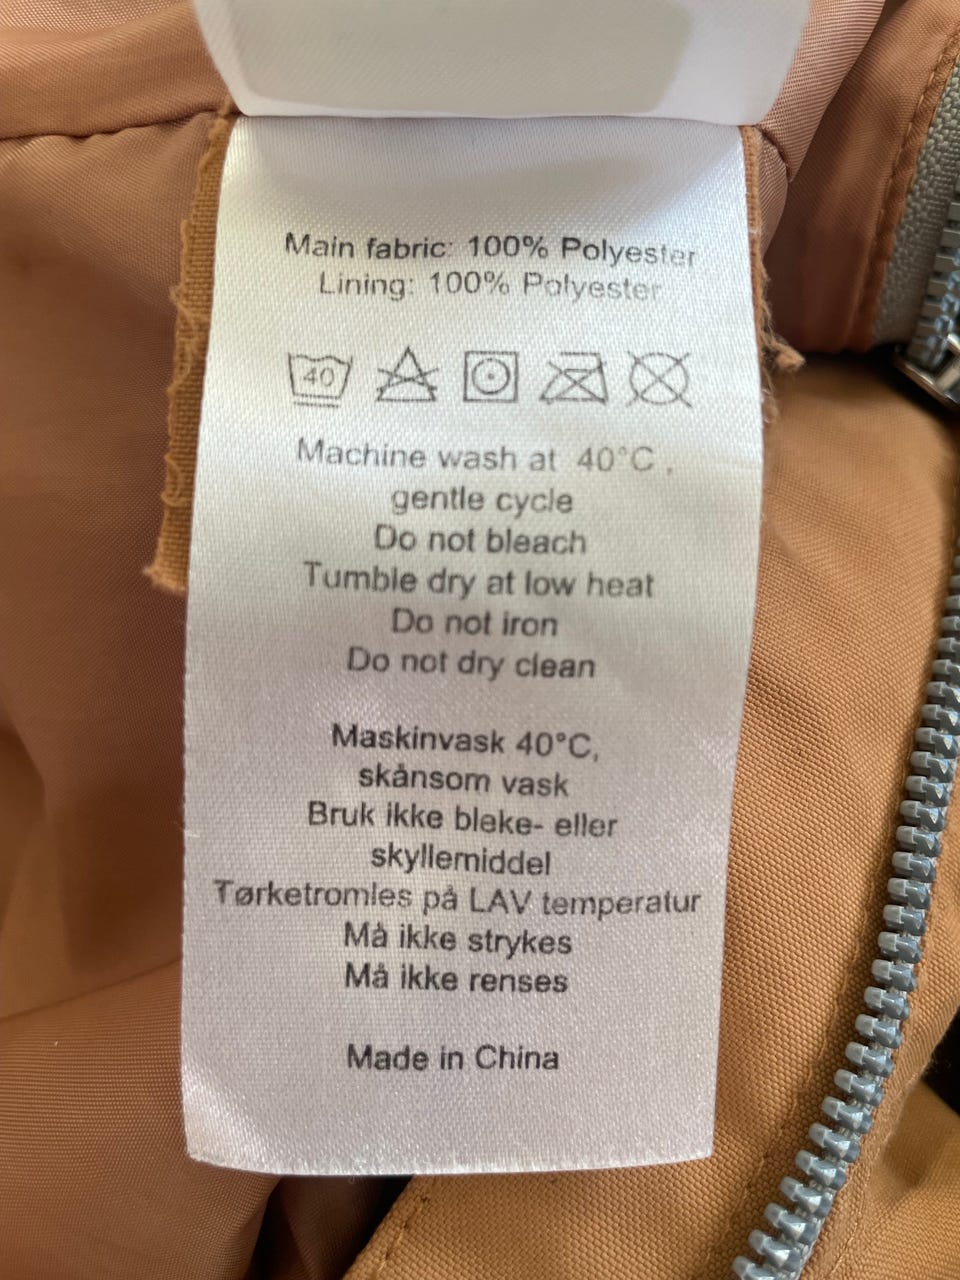 Main fabric: 100% Polyester
Lining: 100% Polyester
40
Machine wash at 40°C ,
gentle cycle
Do not bleach
Tumble dry at low heat
Do not iron
Do not dry clean
Maskinvask 40°C,
skånsom vask
Bruk ikke bleke- eller
skyllemiddel
Tørketromles på LAV temperatur
Må ikke strykes
Må ikke renses
Made in China